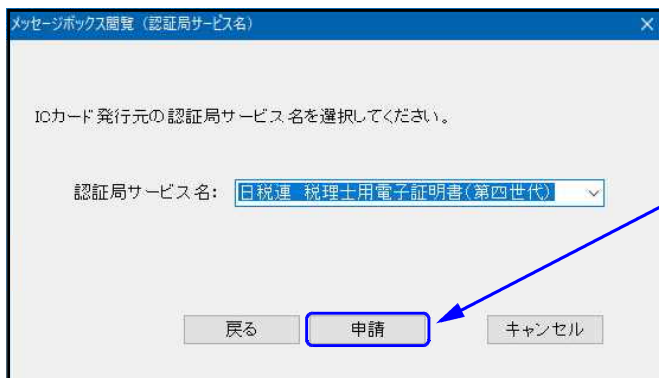 メッセージボックス閲覧（認証局サービス名）
ICカード発行元の認証局サービス名を選択してください。
認証局サービス名： 日税連 税理士用電子証明書(第四世代)
戻る 申請 キャンセル